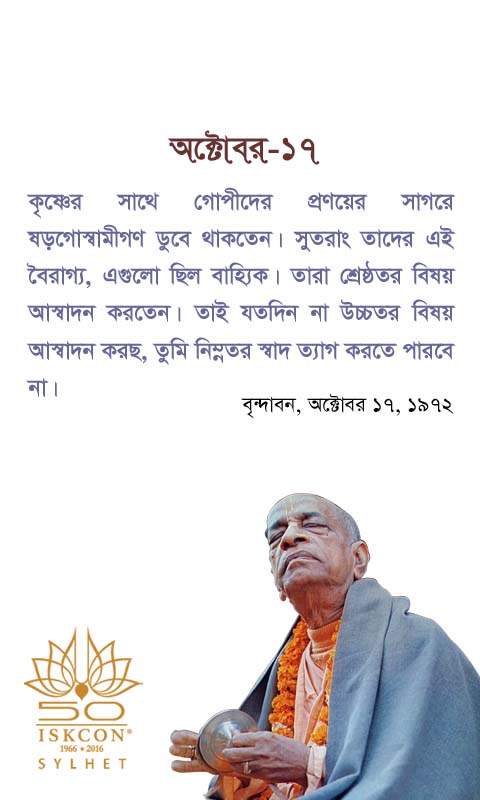 অক্টোবর-১৭
কৃষ্ণের সাথে গোপীদের প্রণয়ের সাগরে
ষড়গোস্বামীগণ ডুবে থাকতেন। সুতরাং তাদের এই
বৈরাগ্য, এগুলো ছিল বাহ্যিক। তারা শ্রেষ্ঠতর বিষয়
আস্বাদন করতেন। তাই যতদিন না উচ্চতর বিষয়
আস্বাদন করছ, তুমি নিম্নতর স্বাদ ত্যাগ করতে পারবে
না।
বৃন্দাবন, অক্টোবর ১৭, ১৯৭২
50
ISKCON®
1966 • 2016
SYLHET